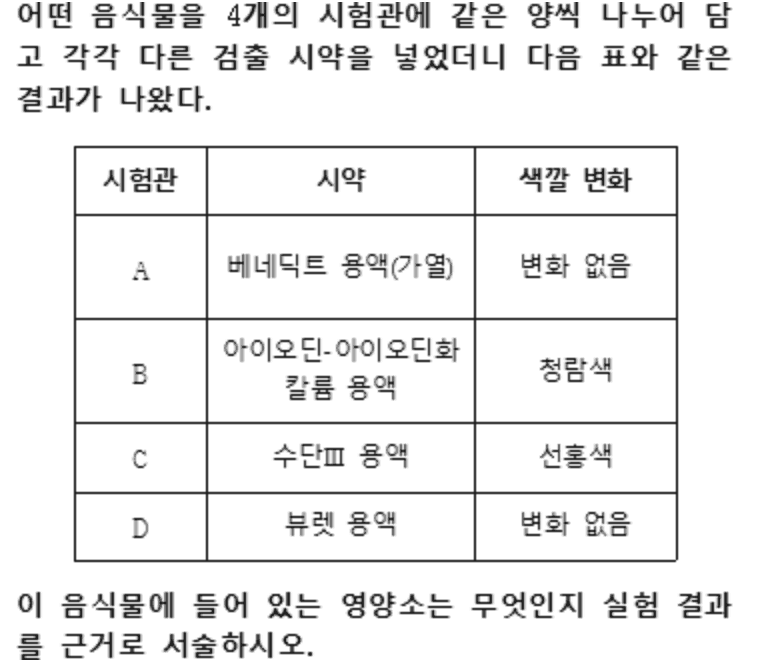 어떤 음식물을 4개의 시험관에 같은 양씩 나누어 담
고 각각 다른 검출 시약을 넣었더니 다음 표와 같은
결과가 나왔다.
시험관 시약 색깔 변화
A 베네딕트 용액(가열) 변화 없음
B 아이오딘-아이오딘화
칼륨 용액 청람색
C 수단Ⅲ 용액 선홍색
D 뷰렛 용액 변화 없음
이 음식물에 들어 있는 영양소는 무엇인지 실험 결과
를 근거로 서술하시오.